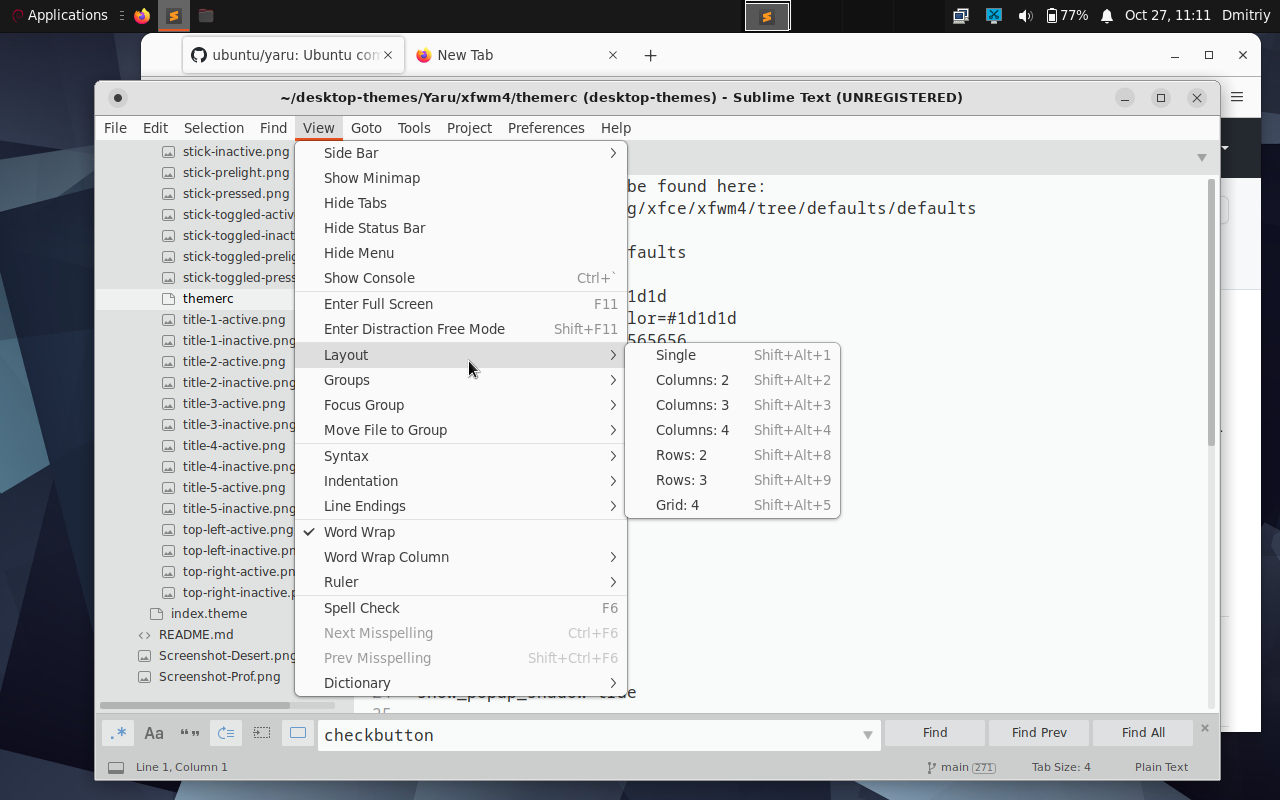 Applications
77%
Oct 27, 11:11
Dmitriy
ubuntu/yaru: Ubuntu com
New Tab
~/desktop-themes/Yaru/xfwm4/themerc (desktop-themes) - Sublime Text (UNREGISTERED)
File Edit Selection Find View Goto Tools Project Preferences Help
stick-inactive.png
stick-prelight.png
stick-pressed.png
stick-toggled-activ
stick-toggled-inact
stick-toggled-prelig
stick-toggled-press
themerc
title-1-active.png
title-1-inactive.png
title-2-active.png
title-2-inactive.png
title-3-active.png
title-3-inactive.png
title-4-active.png
title-4-inactive.png
title-5-active.png
title-5-inactive.png
top-left-active.png
top-left-inactive.pn
top-right-active.pn
top-right-inactive.p
index.theme
README.md
Screenshot-Desert.png
Screenshot-Prof.png
Side Bar
Show Minimap
Hide Tabs
Hide Status Bar
Hide Menu
Show Console Ctrl+`
Enter Full Screen F11
Enter Distraction Free Mode Shift+F11
Layout
Groups
Focus Group
Move File to Group
Syntax
Indentation
Line Endings
Word Wrap
Word Wrap Column
Ruler
Spell Check F6
Next Misspelling Ctrl+F6
Prev Misspelling Shift+Ctrl+F6
Dictionary
Single Shift+Alt+1
Columns: 2 Shift+Alt+2
Columns: 3 Shift+Alt+3
Columns: 4 Shift+Alt+4
Rows: 2 Shift+Alt+8
Rows: 3 Shift+Alt+9
Grid: 4 Shift+Alt+5
be found here:
g/xfce/xfwm4/tree/defaults/defaults
faults
1d1d
lor=#1d1d1d
565656
25
.* Aa
checkbutton
Find
Find Prev
Find All
Line 1, Column 1
main 271
Tab Size: 4
Plain Text